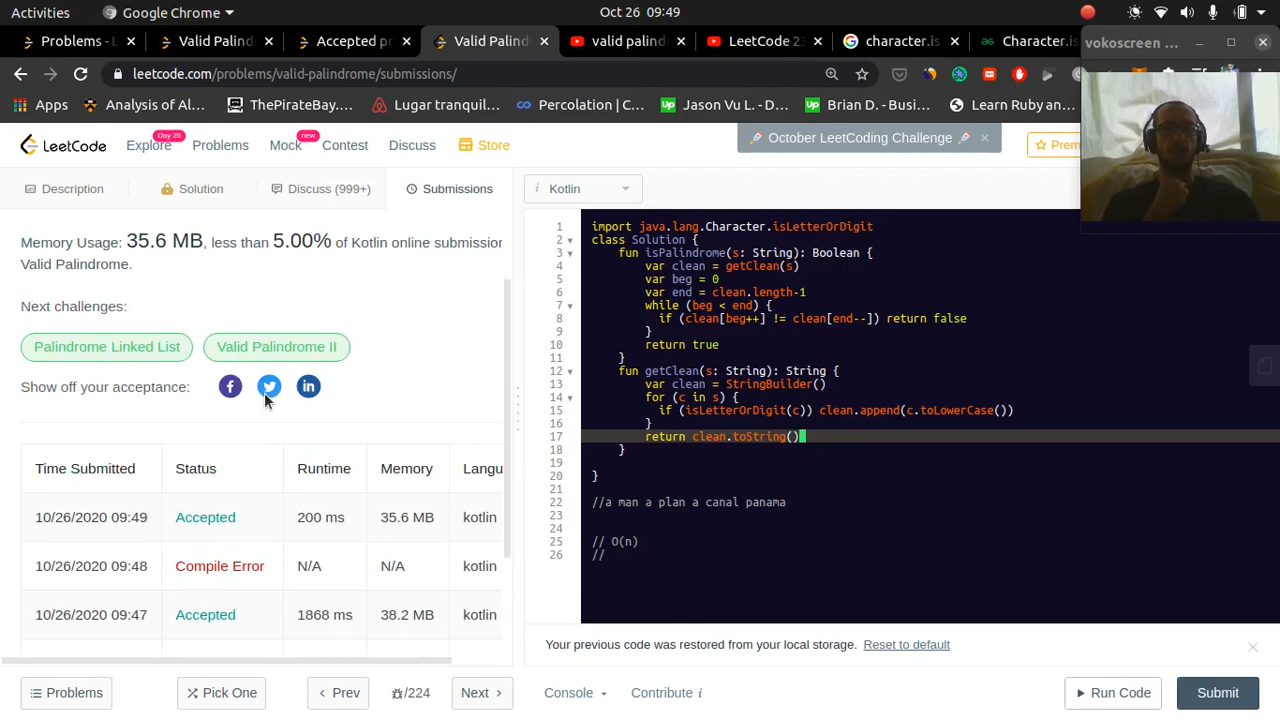 Activities
Google Chrome
Oct 26 09:49
Problems - L
Valid Palind
Accepted pr
Valid Palind
valid palind
LeetCode 23
character.is
Character.is
vokoscreen ...
leetcode.com/problems/valid-palindrome/submissions/
Apps
Analysis of Al...
ThePirateBay....
Lugar tranquil...
Percolation | C...
Jason Vu L. - D...
Brian D. - Busi...
Learn Ruby an...
LeetCode
Explore
Day 26
Problems
Mock
new
Contest
Discuss
Store
October LeetCoding Challenge
Prem
Description
Solution
Discuss (999+)
Submissions
i Kotlin
Memory Usage: 35.6 MB, less than 5.00% of Kotlin online submission
Valid Palindrome.
Next challenges:
Palindrome Linked List
Valid Palindrome II
Show off your acceptance:
Time Submitted Status Runtime Memory Langu
10/26/2020 09:49 Accepted 200 ms 35.6 MB kotlin
10/26/2020 09:48 Compile Error N/A N/A kotlin
10/26/2020 09:47 Accepted 1868 ms 38.2 MB kotlin
1 import java.lang.Character.isLetterOrDigit
2 class Solution {
3 fun isPalindrome(s: String): Boolean {
4 var clean = getClean(s)
5 var beg = 0
6 var end = clean.length-1
7 while (beg < end) {
8 if (clean[beg++] != clean[end--]) return false
9 }
10 return true
11 }
12 fun getClean(s: String): String {
13 var clean = StringBuilder()
14 for (c in s) {
15 if (isLetterOrDigit(c)) clean.append(c.toLowerCase())
16 }
17 return clean.toString()
18 }
19
20 }
21
22 //a man a plan a canal panama
23
24
25 // O(n)
26 //
Your previous code was restored from your local storage. Reset to default
Problems
Pick One
Prev
/224
Next
Console
Contribute i
Run Code
Submit